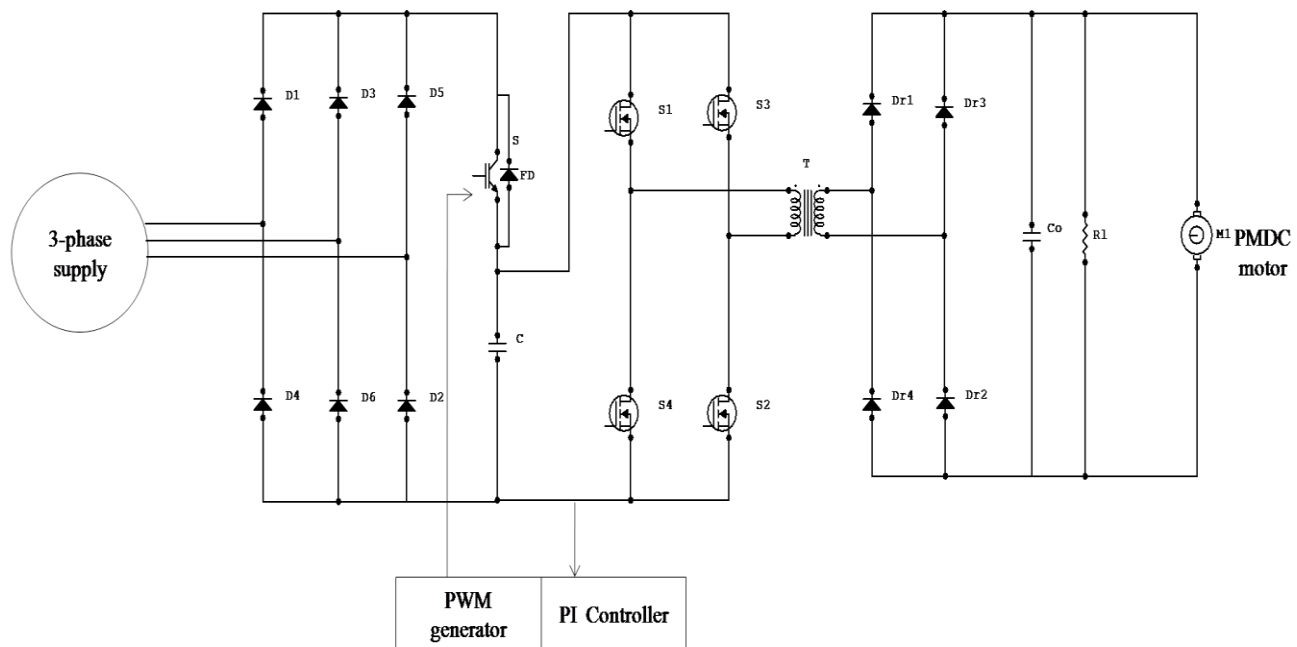 D1
D3
D5
S
FD
C
D4
D6
D2
3-phase
supply
S1
S3
S4
S2
T
Dr1
Dr3
Dr4
Dr2
Co
R1
M1
PMDC
motor
PWM
generator
PI Controller